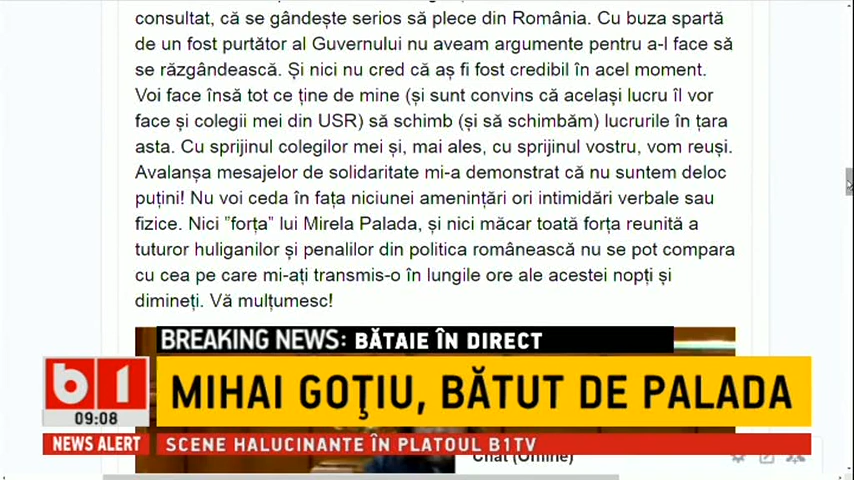 consultat, că se gândește serios să plece din România. Cu buza spartă
de un fost purtător al Guvernului nu aveam argumente pentru a-l face să
se răzgândească. Și nici nu cred că aș fi fost credibil în acel moment.
Voi face însă tot ce ține de mine (și sunt convins că același lucru îl vor
face și colegii mei din USR) să schimb (și să schimbăm) lucrurile în țara
asta. Cu sprijinul colegilor mei și, mai ales, cu sprijinul vostru, vom reuși.
Avalanșa mesajelor de solidaritate mi-a demonstrat că nu suntem deloc
puțini! Nu voi ceda în fața niciunei amenințări ori intimidări verbale sau
fizice. Nici ”forța” lui Mirela Palada, și nici măcar toată forța reunită a
tuturor huliganilor și penalilor din politica românească nu se pot compara
cu cea pe care mi-ați transmis-o în lungile ore ale acestei nopți și
dimineți. Vă mulțumesc!
BREAKING NEWS: BĂTAIE ÎN DIRECT
b1
MIHAI GOŢIU, BĂTUT DE PALADA
09:08
NEWS ALERT SCENE HALUCINANTE ÎN PLATOUL B1TV
Chat (Online)